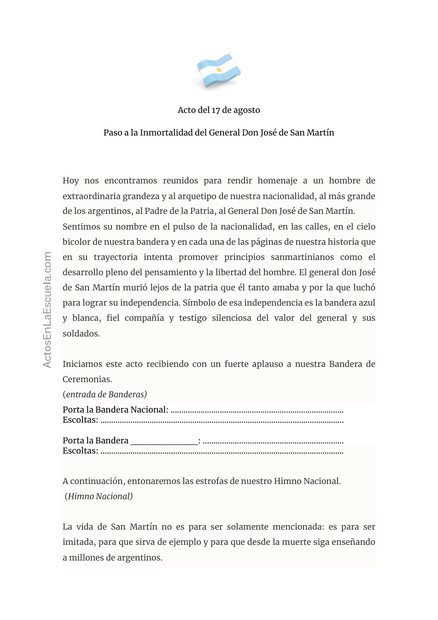 Acto del 17 de agosto
Paso a la Inmortalidad del General Don José de San Martín
Hoy nos encontramos reunidos para rendir homenaje a un hombre de
extraordinaria grandeza y al arquetipo de nuestra nacionalidad, al más grande
de los argentinos, al Padre de la Patria, al General Don José de San Martín.
Sentimos su nombre en el pulso de la nacionalidad, en las calles, en el cielo
bicolor de nuestra bandera y en cada una de las páginas de nuestra historia que
en su trayectoria intenta promover principios sanmartinianos como el
desarrollo pleno del pensamiento y la libertad del hombre. El general don José
de San Martín murió lejos de la patria que él tanto amaba y por la que luchó
para lograr su independencia. Símbolo de esa independencia es la bandera azul
y blanca, fiel compañía y testigo silenciosa del valor del general y sus
soldados.
ActosEnLaEscuela.com
Iniciamos este acto recibiendo con un fuerte aplauso a nuestra Bandera de
Ceremonias.
(entrada de Banderas)
Porta la Bandera Nacional: ..........................................................................
Escoltas: ........................................................................................................
Porta la Bandera ______________: ............................................................
Escoltas: ........................................................................................................
A continuación, entonaremos las estrofas de nuestro Himno Nacional.
(Himno Nacional)
La vida de San Martín no es para ser solamente mencionada: es para ser
imitada, para que sirva de ejemplo y para que desde la muerte siga enseñando
a millones de argentinos.